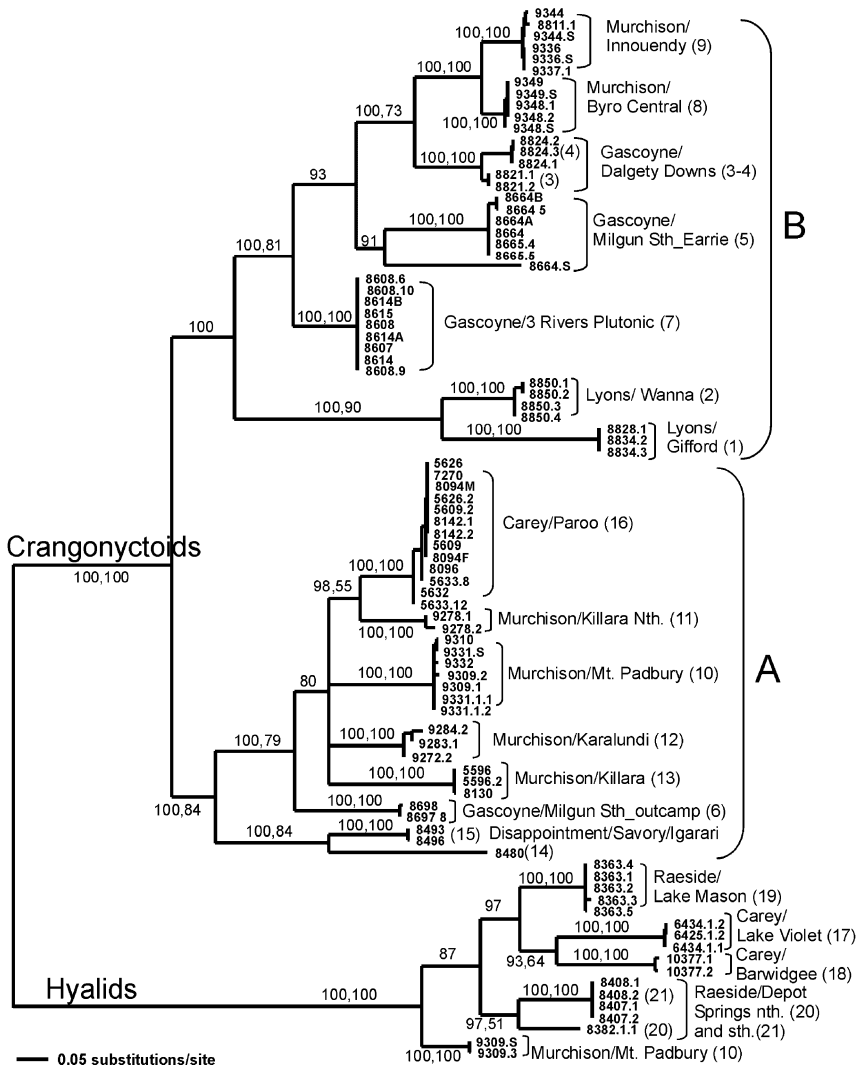 9344
8811.1
9344.S
9336
9336.S
9337.1
100,100
Murchison/
Innouendy (9)
100,100
9349
9349.S
9348.1
9348.2
9348.S
100,100
Murchison/
Byro Central (8)
100,73
8824.2
8824.3(4)
8824.1
8821.1
8821.2
(3)
100,100
Gascoyne/
Dalgety Downs (3-4)
93
8664B
8664 5
8664A
8664
8665.4
8665.5
8664.S
100,100
91
Gascoyne/
Milgun Sth_Earrie (5)
B
100,81
8608.6
8608.10
8614B
8615
8608
8614A
8607
8614
8608.9
100,100
Gascoyne/3 Rivers Plutonic (7)
100
8850.1
8850.2
8850.3
8850.4
100,100
Lyons/ Wanna (2)
100,90
8828.1
8834.2
8834.3
100,100
Lyons/
Gifford (1)
5626
7270
8094M
5626.2
5609.2
8142.1
8142.2
5609
8094F
8096
5633.8
5632
5633.12
100,100
Carey/Paroo (16)
Crangonyctoids
100,100
98,55
9278.1
9278.2
100,100
Murchison/Killara Nth. (11)
9310
9331.S
9332
9309.2
9309.1
9331.1.1
9331.1.2
100,100
Murchison/Mt. Padbury (10)
A
80
9284.2
9283.1
9272.2
100,100
Murchison/Karalundi (12)
100,79
5596
5596.2
8130
100,100
Murchison/Killara (13)
100,84
8698
8697 8
100,100
Gascoyne/Milgun Sth_outcamp (6)
100,84
8493
8496
100,100
(15) Disappointment/Savory/Igarari
8480(14)
8363.4
8363.1
8363.2
8363.3
8363.5
100,100
Raeside/
Lake Mason (19)
97
6434.1.2
6425.1.2
6434.1.1
100,100
Carey/
Lake Violet (17)
93,64
10377.1
10377.2
100,100
Carey/
Barwidgee (18)
87
8408.1
8408.2
8407.1
8407.2
(21)
100,100
8382.1.1 (20)
97,51
Raeside/Depot
Springs nth. (20)
and sth.(21)
Hyalids
100,100
9309.S
9309.3
100,100
Murchison/Mt. Padbury (10)
0.05 substitutions/site